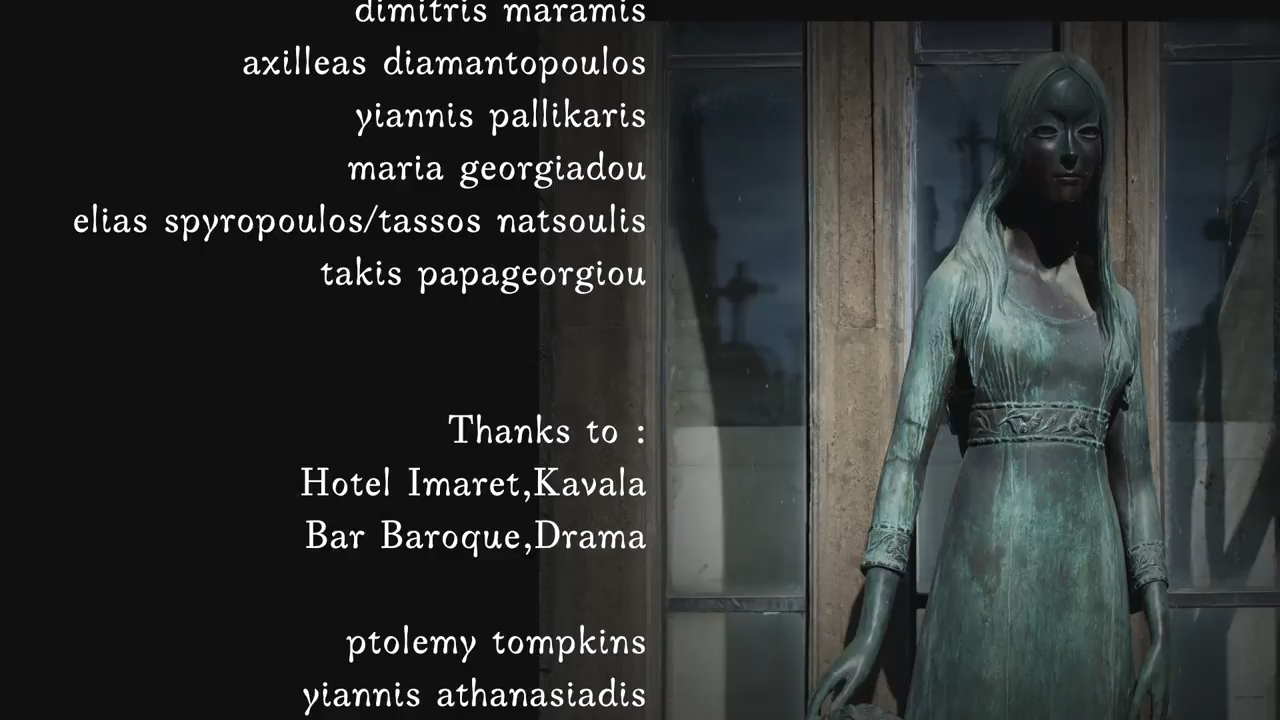 dimitris maramis
axilleas diamantopoulos
yiannis pallikaris
maria georgiadou
elias spyropoulos/tassos natsoulis
takis papageorgiou
Thanks to :
Hotel Imaret,Kavala
Bar Baroque,Drama
ptolemy tompkins
yiannis athanasiadis